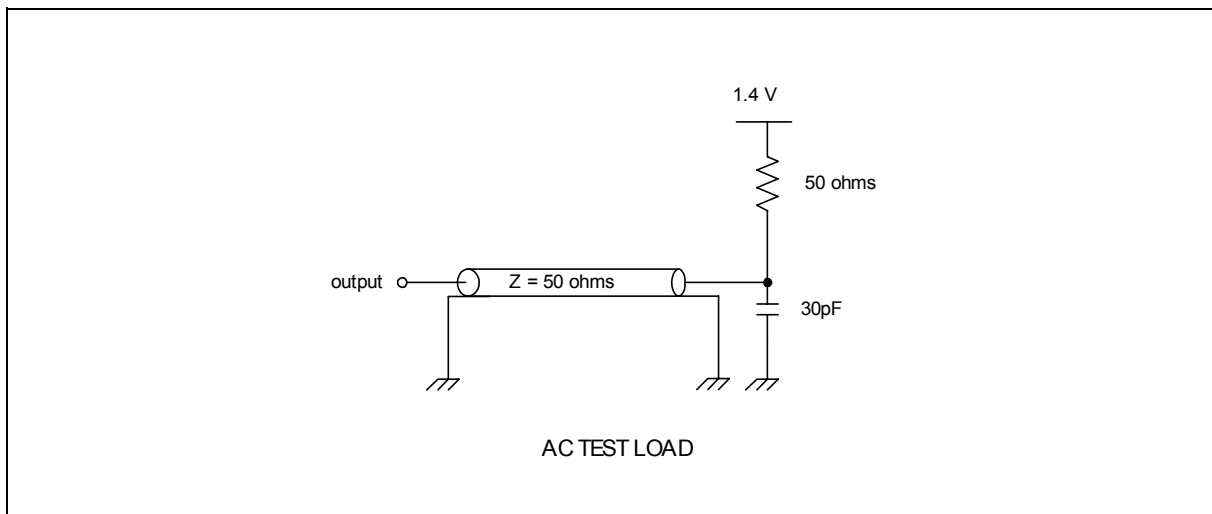 1.4 V
50 ohms
output
Z = 50 ohms
30pF
AC TEST LOAD